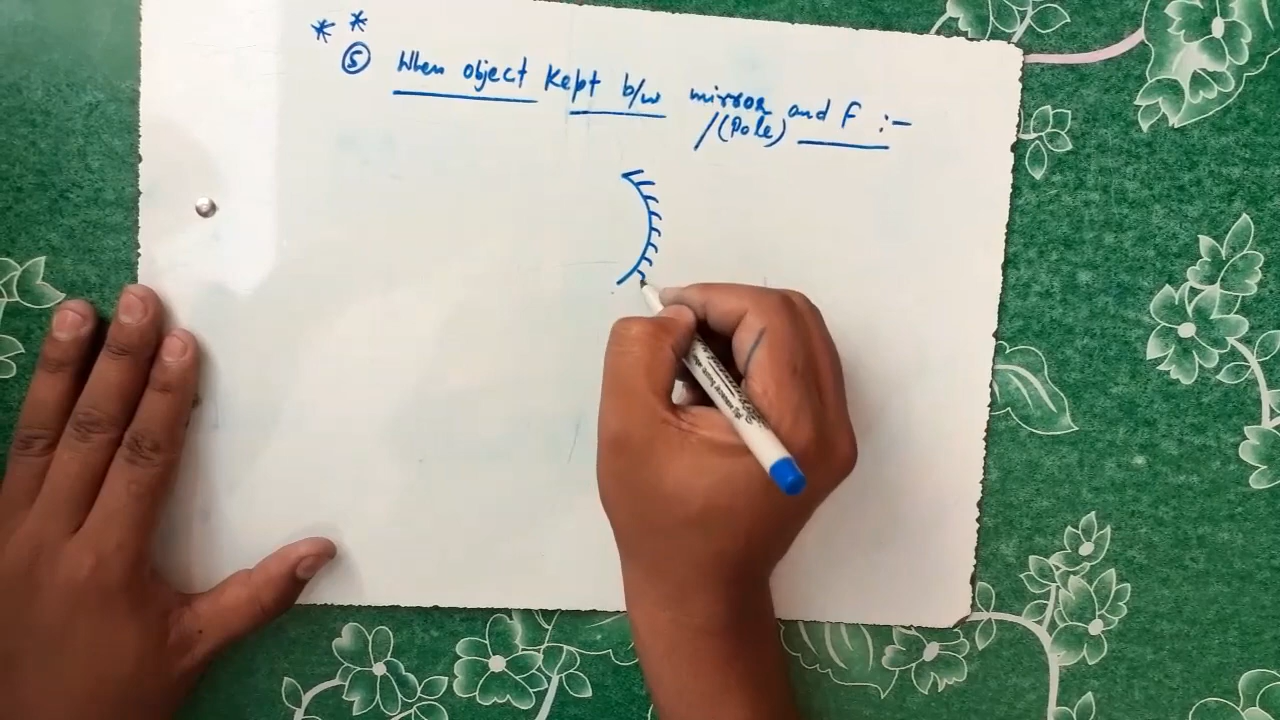 * *
⑤ When object kept b/w mirror and F :-
/(Pole)